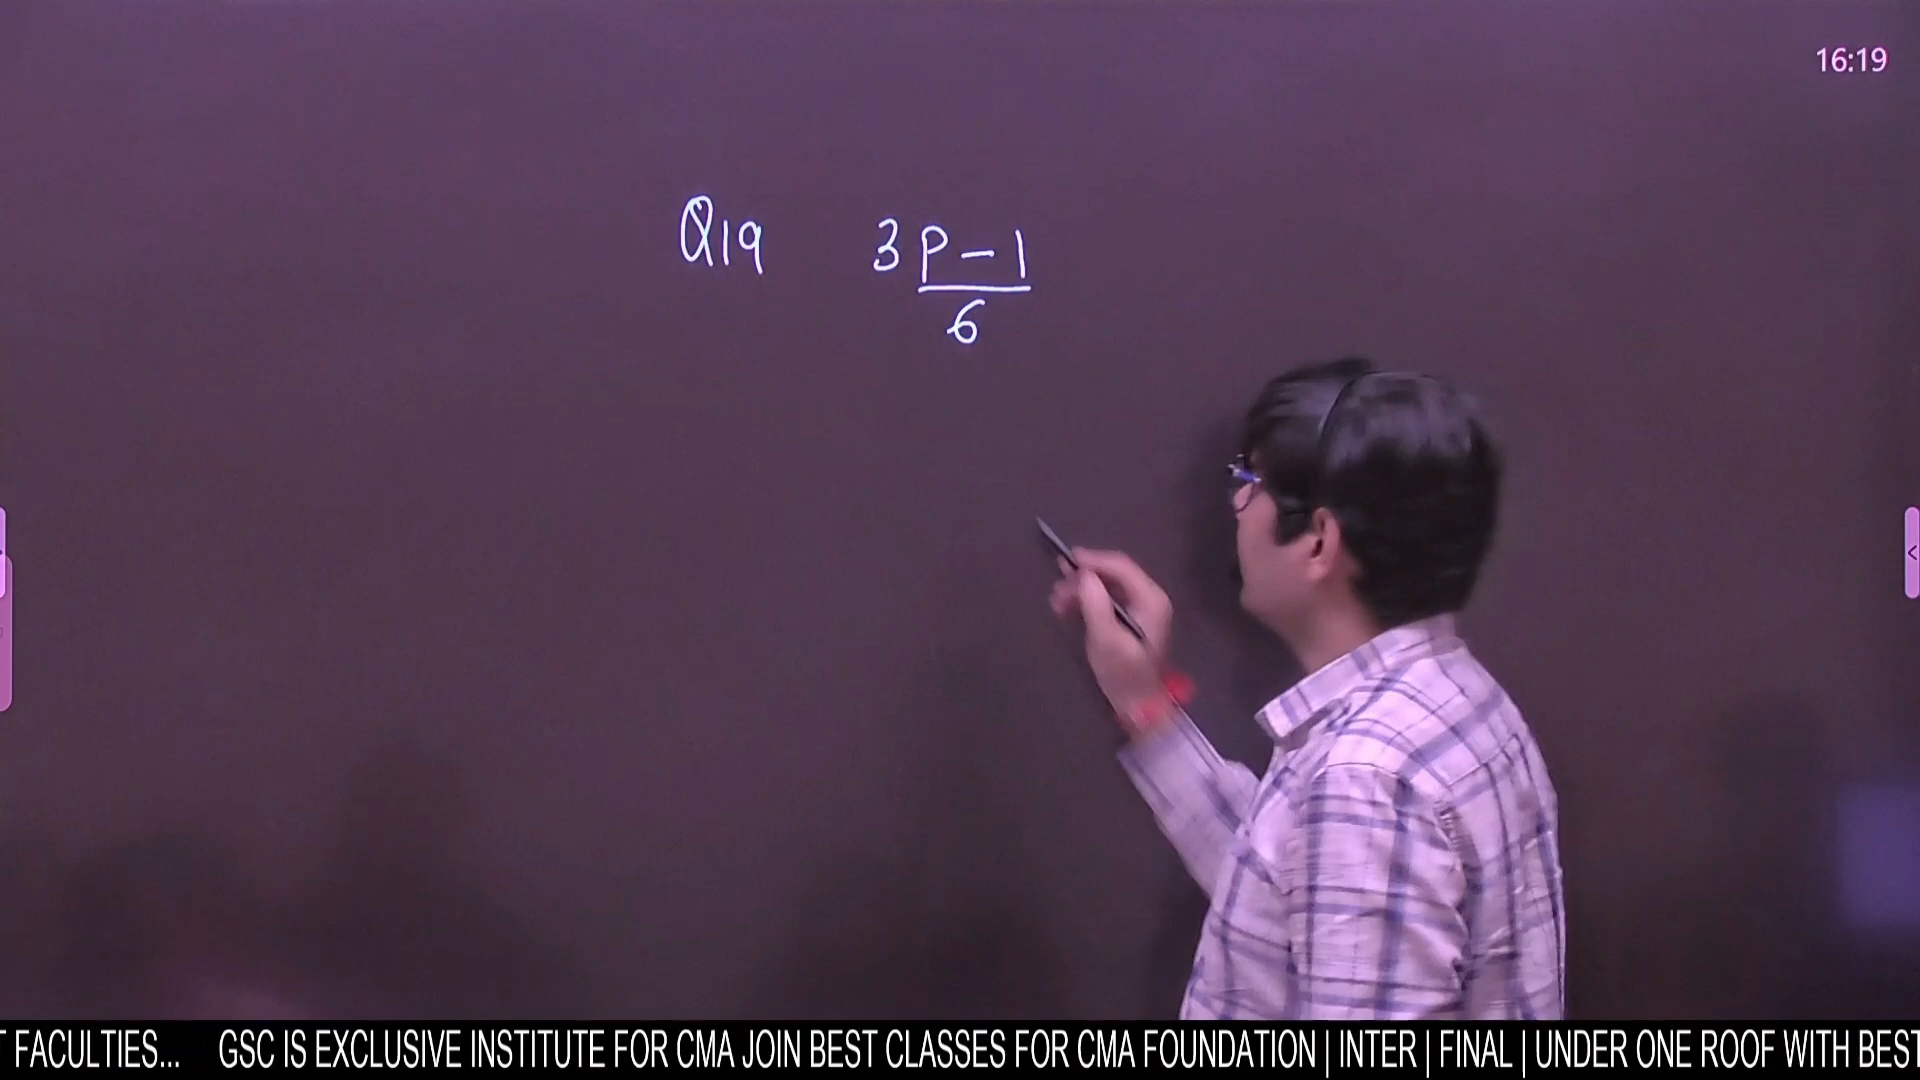 16:19
Q19 3p-1
6
T FACULTIES... GSC IS EXCLUSIVE INSTITUTE FOR CMA JOIN BEST CLASSES FOR CMA FOUNDATION | INTER | FINAL | UNDER ONE ROOF WITH BEST